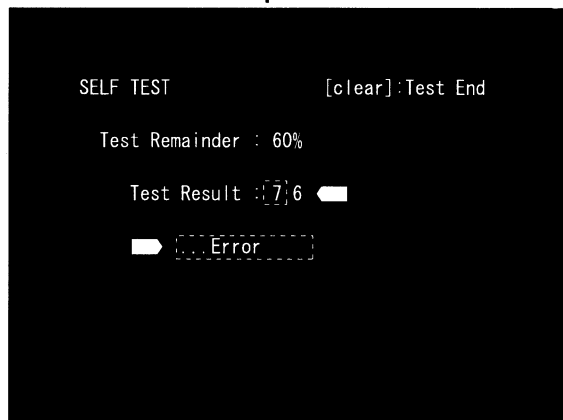 SELF TEST [clear]:Test End
Test Remainder : 60%
Test Result : 7 6
...Error